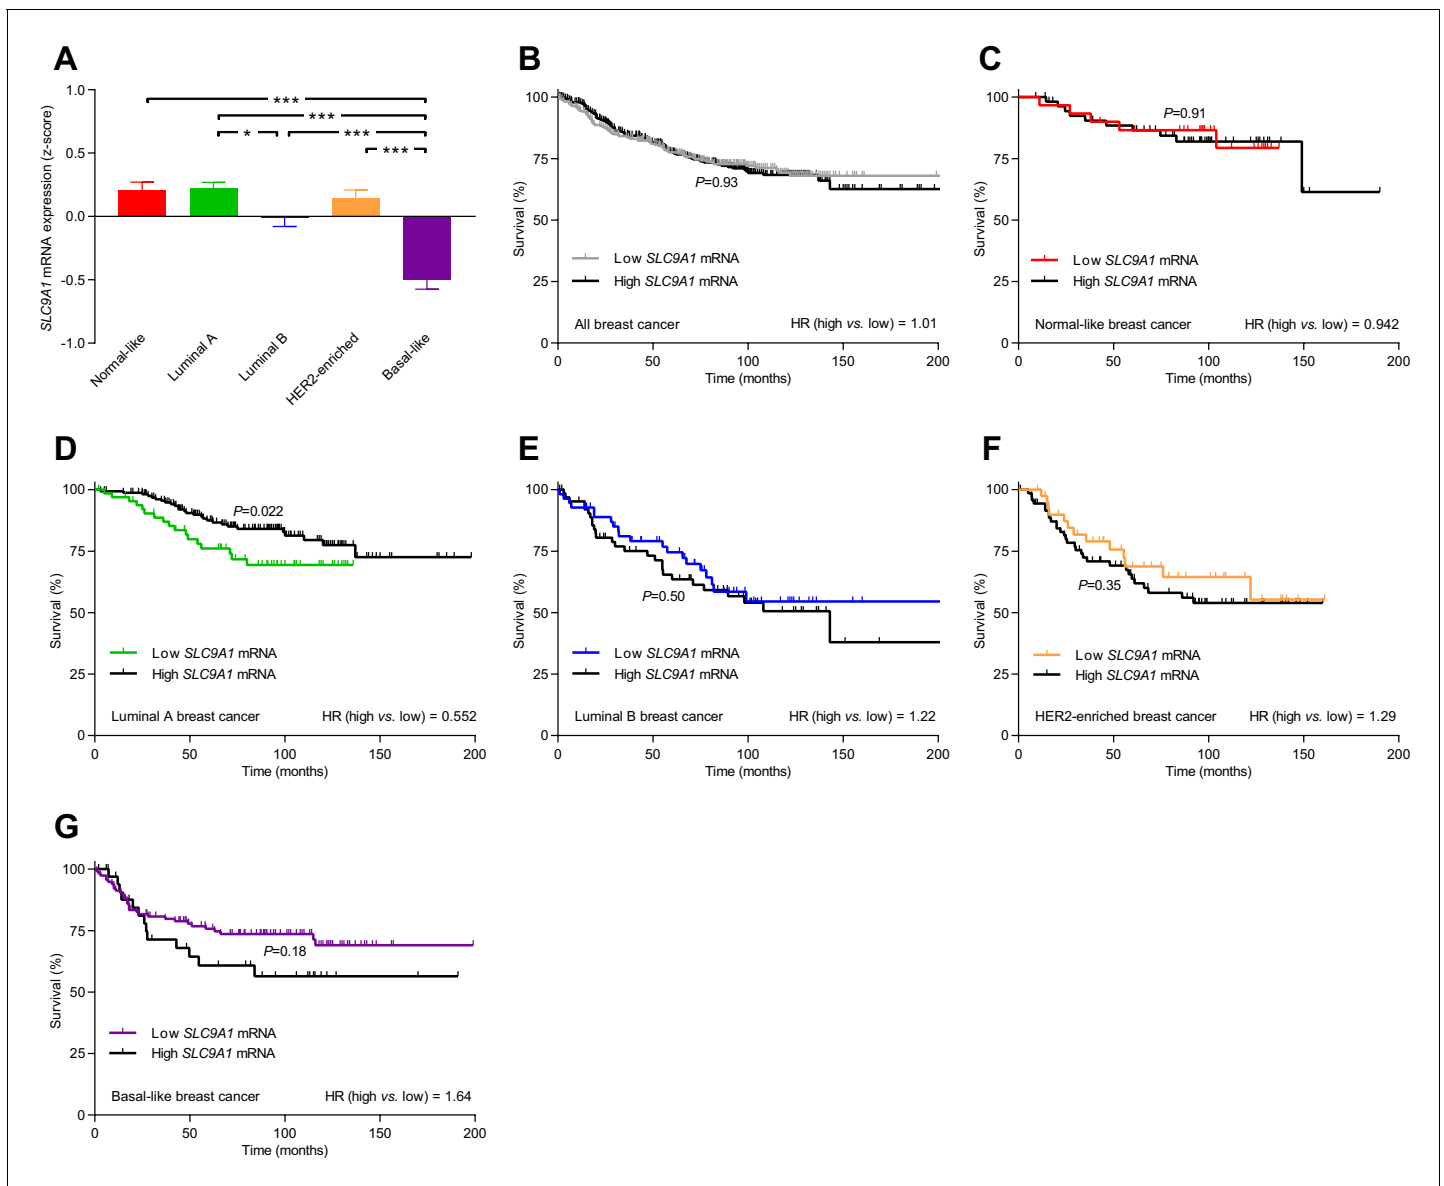 A
SLC9A1 mRNA expression (z-score)
1.0
0.5
0.0
-0.5
-1.0
***
***
* ***
***
Normal-like
Luminal A
Luminal B
HER2-enriched
Basal-like
B
Survival (%)
100
75
50
25
0
P=0.93
Low SLC9A1 mRNA
High SLC9A1 mRNA
All breast cancer HR (high vs. low) = 1.01
0 50 100 150 200
Time (months)
C
Survival (%)
100
75
50
25
0
P=0.91
Low SLC9A1 mRNA
High SLC9A1 mRNA
Normal-like breast cancer HR (high vs. low) = 0.942
0 50 100 150 200
Time (months)
D
Survival (%)
100
75
50
25
0
P=0.022
Low SLC9A1 mRNA
High SLC9A1 mRNA
Luminal A breast cancer HR (high vs. low) = 0.552
0 50 100 150 200
Time (months)
E
Survival (%)
100
75
50
25
0
P=0.50
Low SLC9A1 mRNA
High SLC9A1 mRNA
Luminal B breast cancer HR (high vs. low) = 1.22
0 50 100 150 200
Time (months)
F
Survival (%)
100
75
50
25
0
P=0.35
Low SLC9A1 mRNA
High SLC9A1 mRNA
HER2-enriched breast cancer HR (high vs. low) = 1.29
0 50 100 150 200
Time (months)
G
Survival (%)
100
75
50
25
0
P=0.18
Low SLC9A1 mRNA
High SLC9A1 mRNA
Basal-like breast cancer HR (high vs. low) = 1.64
0 50 100 150 200
Time (months)